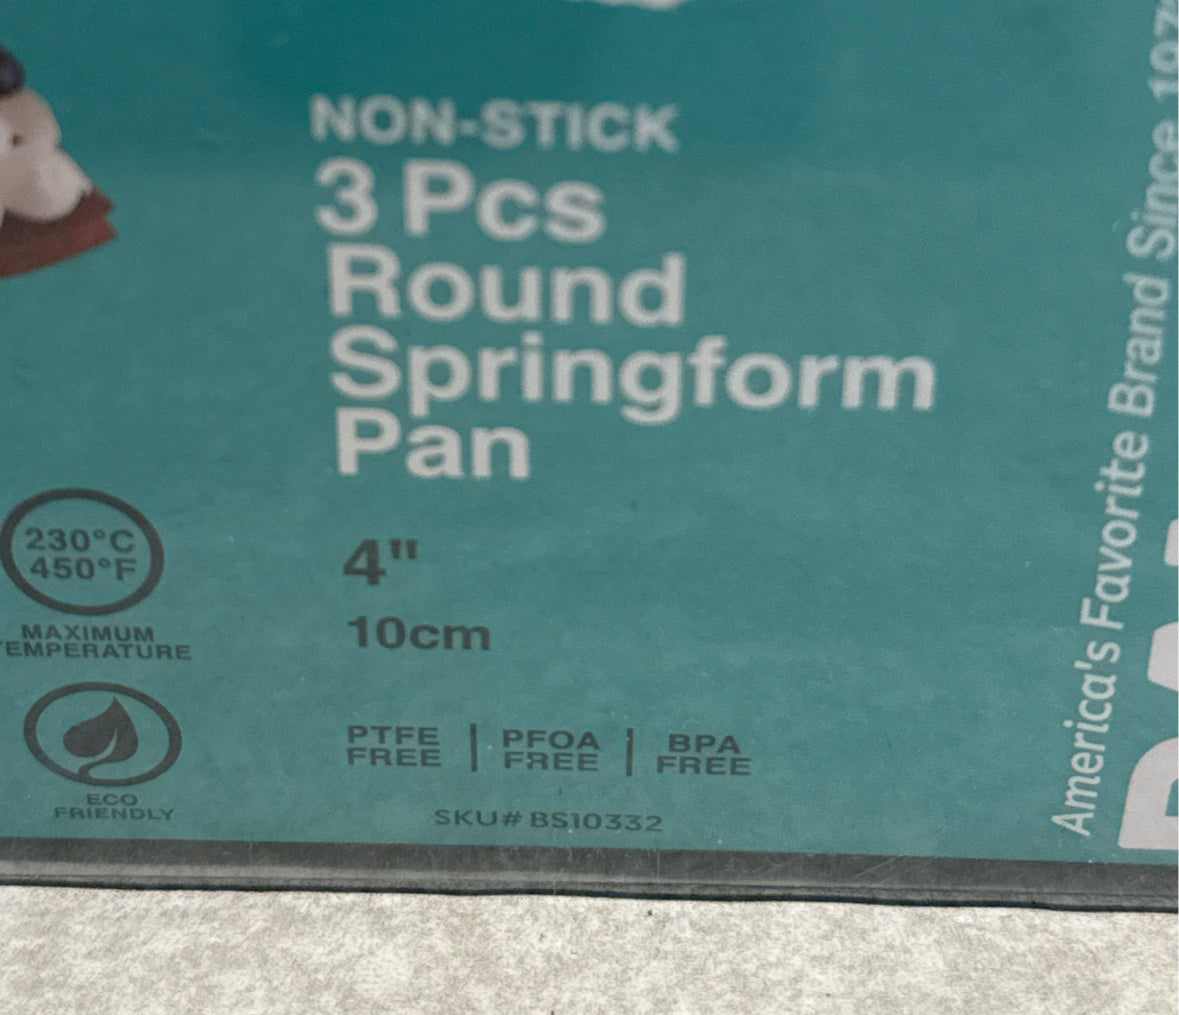 NON-STICK
3 Pcs
Round
Springform
Pan
230°C
450°F
MAXIMUM
4"
10cm
PTFE
FREE
PFOA
FREE
BPA
FREE
ECO
FRIENDLY
SKU# BS10332
America's Favorite Brand Since